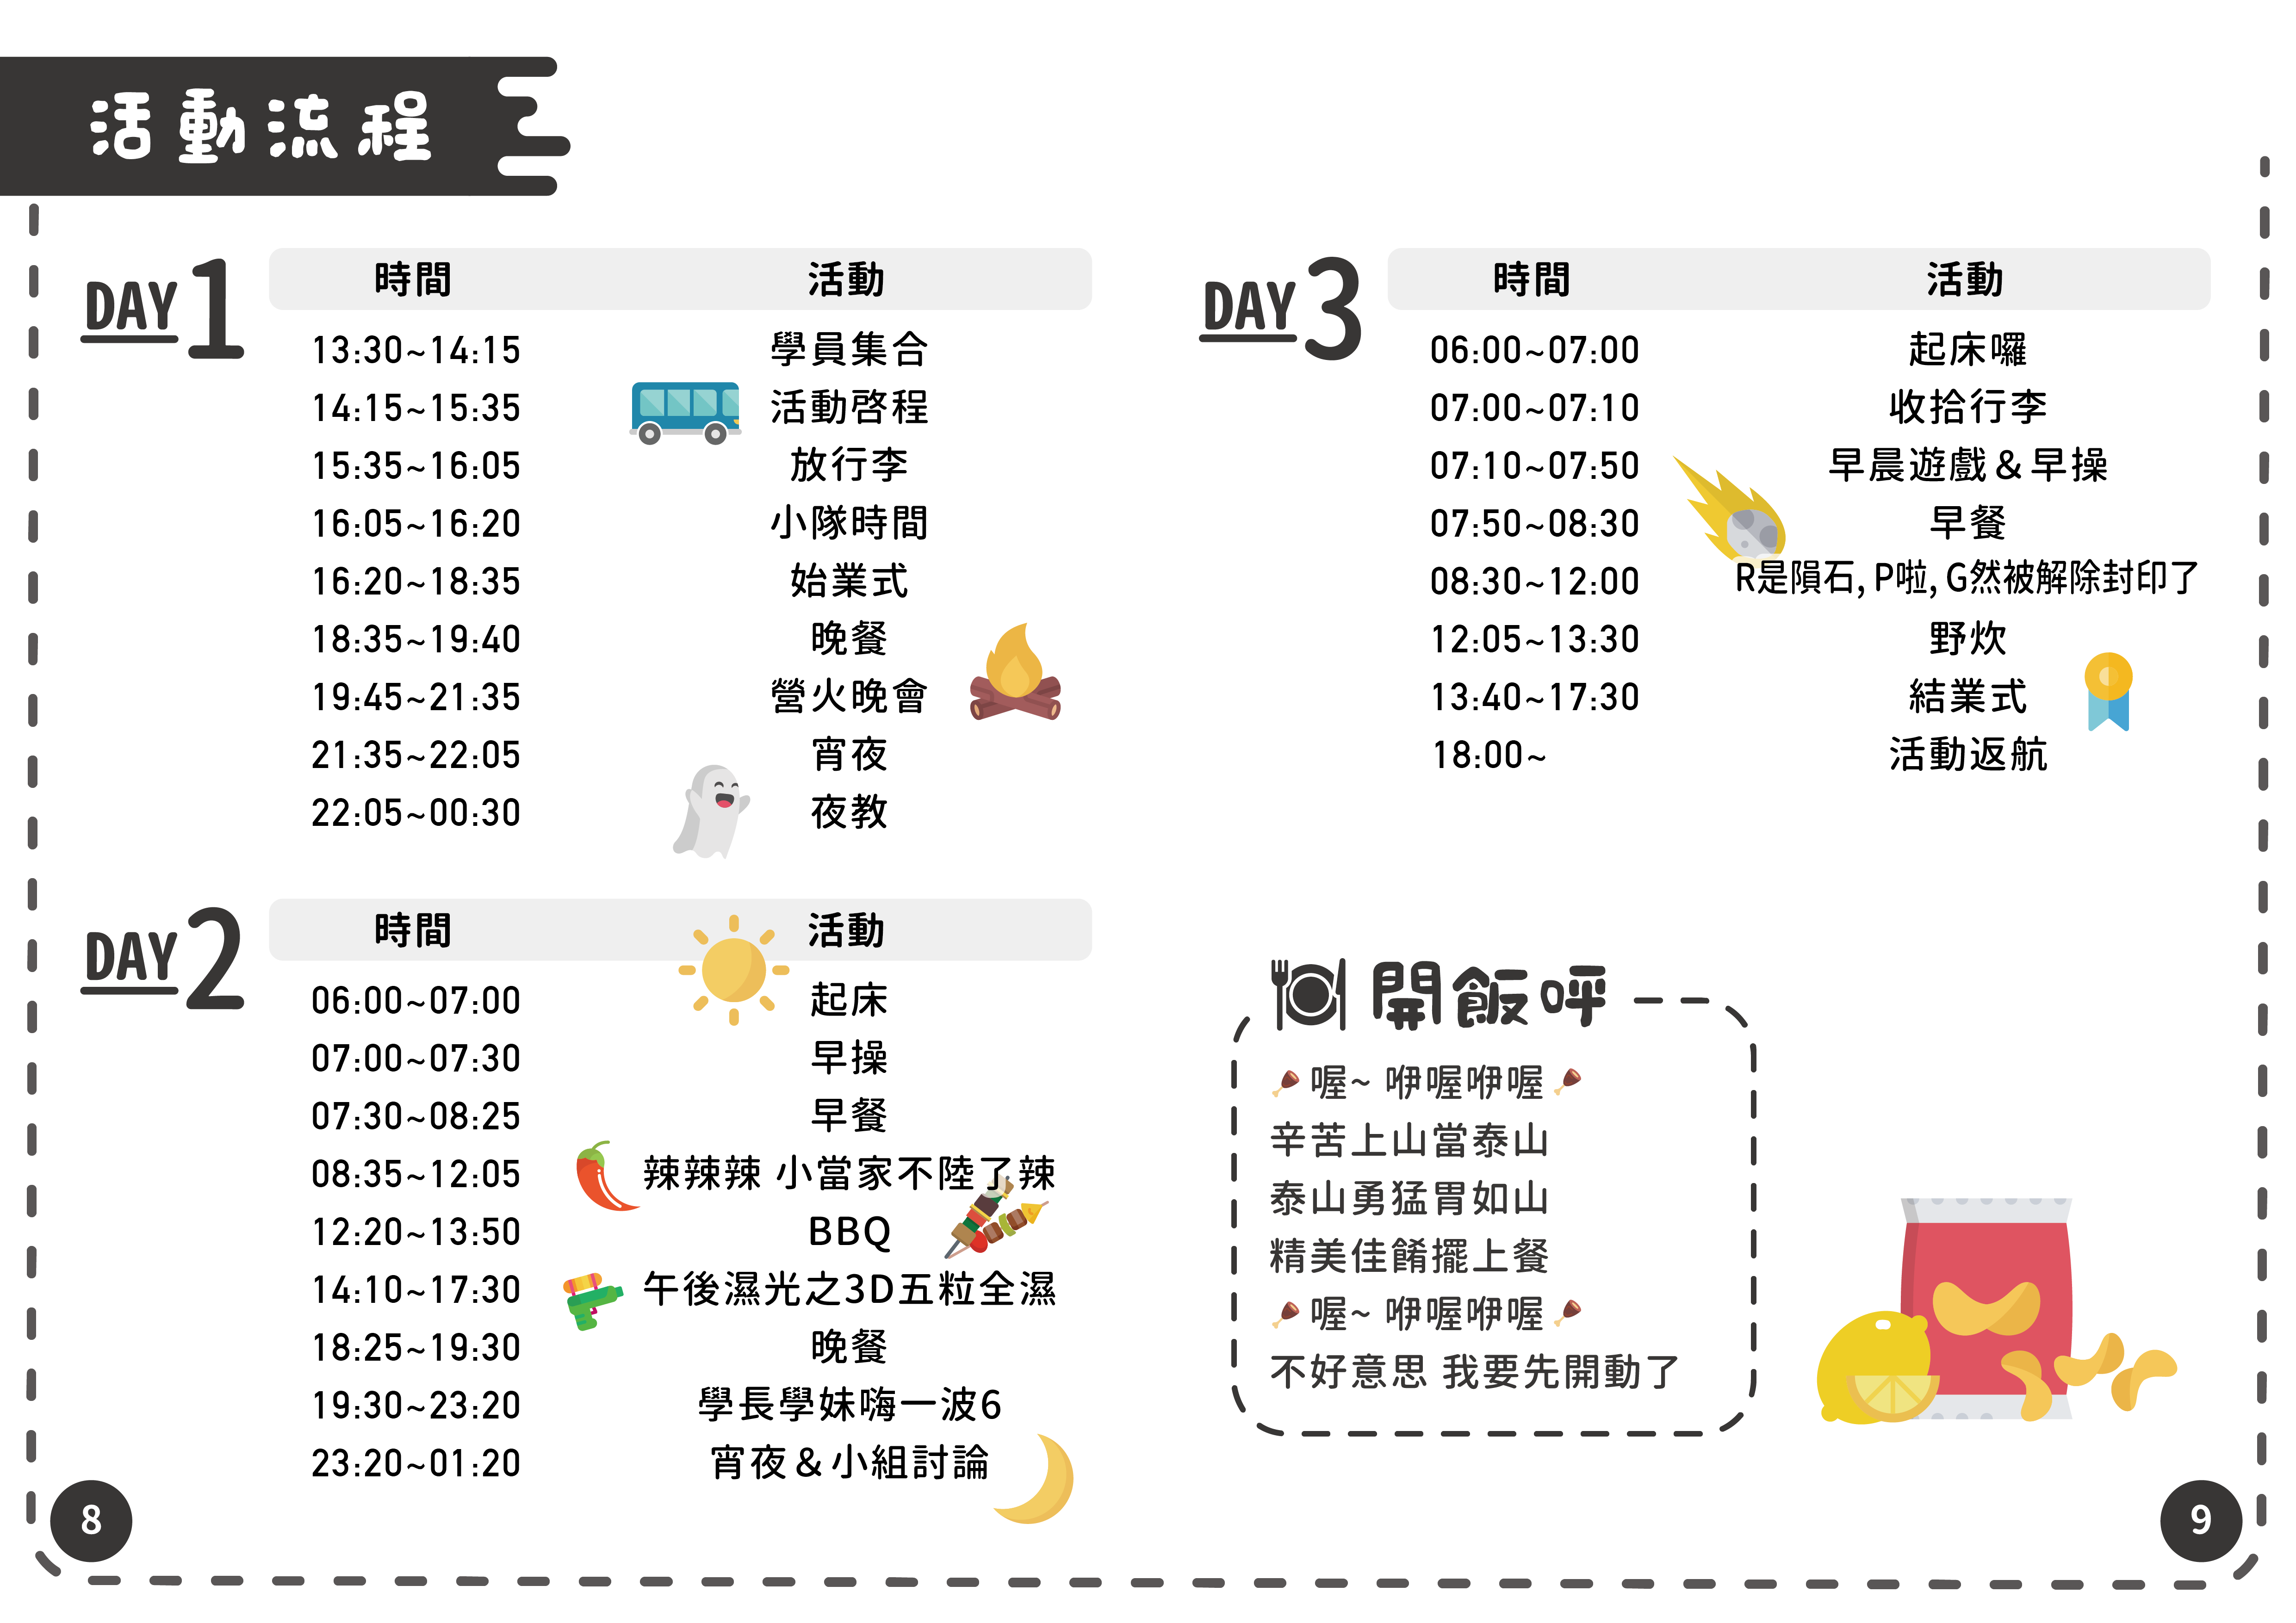 活動流程
DAY1
時間 活動
13:30~14:15 學員集合
14:15~15:35 活動啓程
15:35~16:05 放行李
16:05~16:20 小隊時間
16:20~18:35 始業式
18:35~19:40 晚餐
19:45~21:35 營火晚會
21:35~22:05 宵夜
22:05~00:30 夜教
DAY2
時間 活動
06:00~07:00 起床
07:00~07:30 早操
07:30~08:25 早餐
08:35~12:05 辣辣辣 小當家不陸了辣
12:20~13:50 BBQ
14:10~17:30 午後濕光之3D五粒全濕
18:25~19:30 晚餐
19:30~23:20 學長學妹嗨一波6
23:20~01:20 宵夜&小組討論
8
DAY3
時間 活動
06:00~07:00 起床囉
07:00~07:10 收拾行李
07:10~07:50 早晨遊戲&早操
07:50~08:30 早餐
08:30~12:00 R是隕石, P啦, G然被解除封印了
12:05~13:30 野炊
13:40~17:30 結業式
18:00~ 活動返航
開飯呼
喔~ 咿喔咿喔
辛苦上山當泰山
泰山勇猛胃如山
精美佳餚擺上餐
喔~ 咿喔咿喔
不好意思 我要先開動了
9